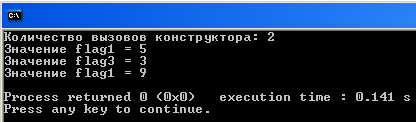 C:\
Количество вызовов конструктора: 2
Значение flag1 = 5
Значение flag3 = 3
Значение flag1 = 9
Process returned 0 (0x0)   execution time : 0.141 s
Press any key to continue.